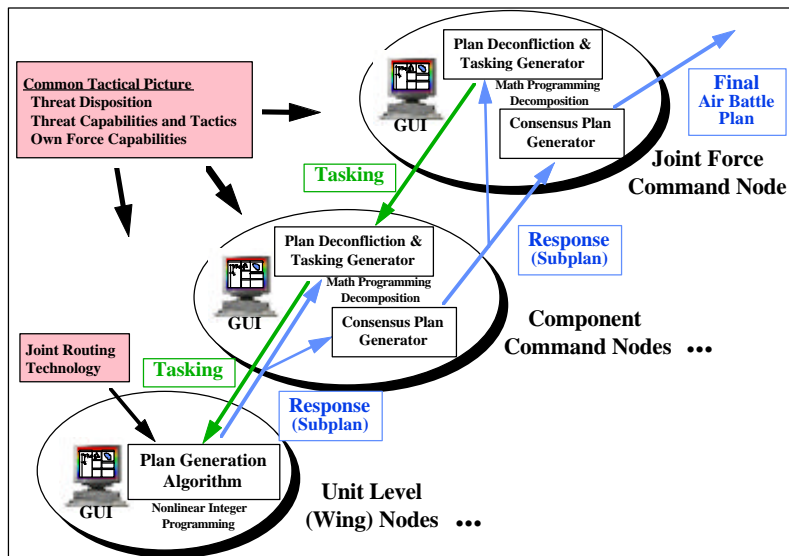 Common Tactical Picture
Threat Disposition
Threat Capabilities and Tactics
Own Force Capabilities
GUI
Plan Deconfliction &
Tasking Generator
Math Programming
Decomposition
Consensus Plan
Generator
Final
Air Battle
Plan
Joint Force
Command Node
Tasking
Response
(Subplan)
GUI
Plan Deconfliction &
Tasking Generator
Math Programming
Decomposition
Consensus Plan
Generator
Component
Command Nodes ...
Joint Routing
Technology
Tasking
Response
(Subplan)
GUI
Plan Generation
Algorithm
Nonlinear Integer
Programming
Unit Level
(Wing) Nodes ...